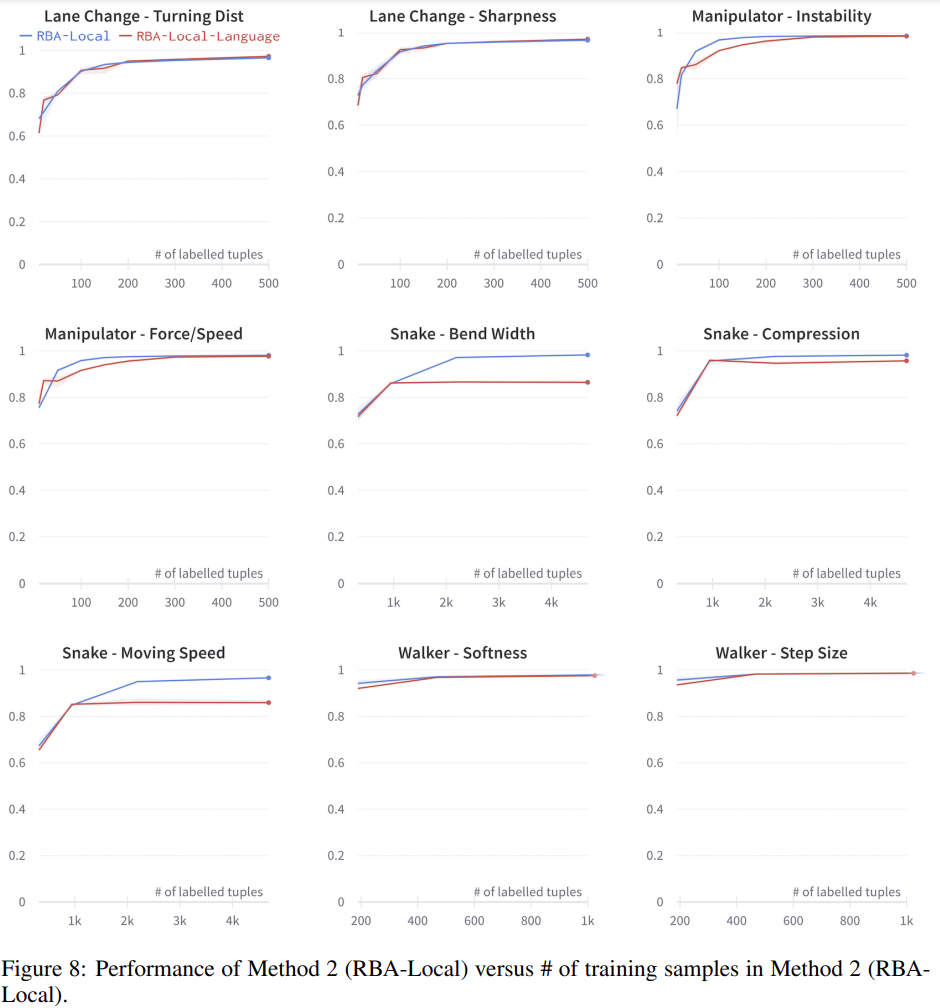 Lane Change - Turning Dist
RBA-Local RBA-Local-Language
1
0.8
0.6
0.4
0.2
0
# of labelled tuples
100 200 300 400 500
Lane Change - Sharpness
1
0.8
0.6
0.4
0.2
0
# of labelled tuples
100 200 300 400 500
Manipulator - Instability
1
0.8
0.6
0.4
0.2
0
# of labelled tuples
100 200 300 400 500
Manipulator - Force/Speed
1
0.8
0.6
0.4
0.2
0
# of labelled tuples
100 200 300 400 500
Snake - Bend Width
1
0.8
0.6
0.4
0.2
0
# of labelled tuples
1k 2k 3k 4k
Snake - Compression
1
0.8
0.6
0.4
0.2
0
# of labelled tuples
1k 2k 3k 4k
Snake - Moving Speed
1
0.8
0.6
0.4
0.2
0
# of labelled tuples
1k 2k 3k 4k
Walker - Softness
1
0.8
0.6
0.4
0.2
0
# of labelled tuples
200 400 600 800 1k
Walker - Step Size
1
0.8
0.6
0.4
0.2
0
# of labelled tuples
200 400 600 800 1k
Figure 8: Performance of Method 2 (RBA-Local) versus # of training samples in Method 2 (RBA-
Local).